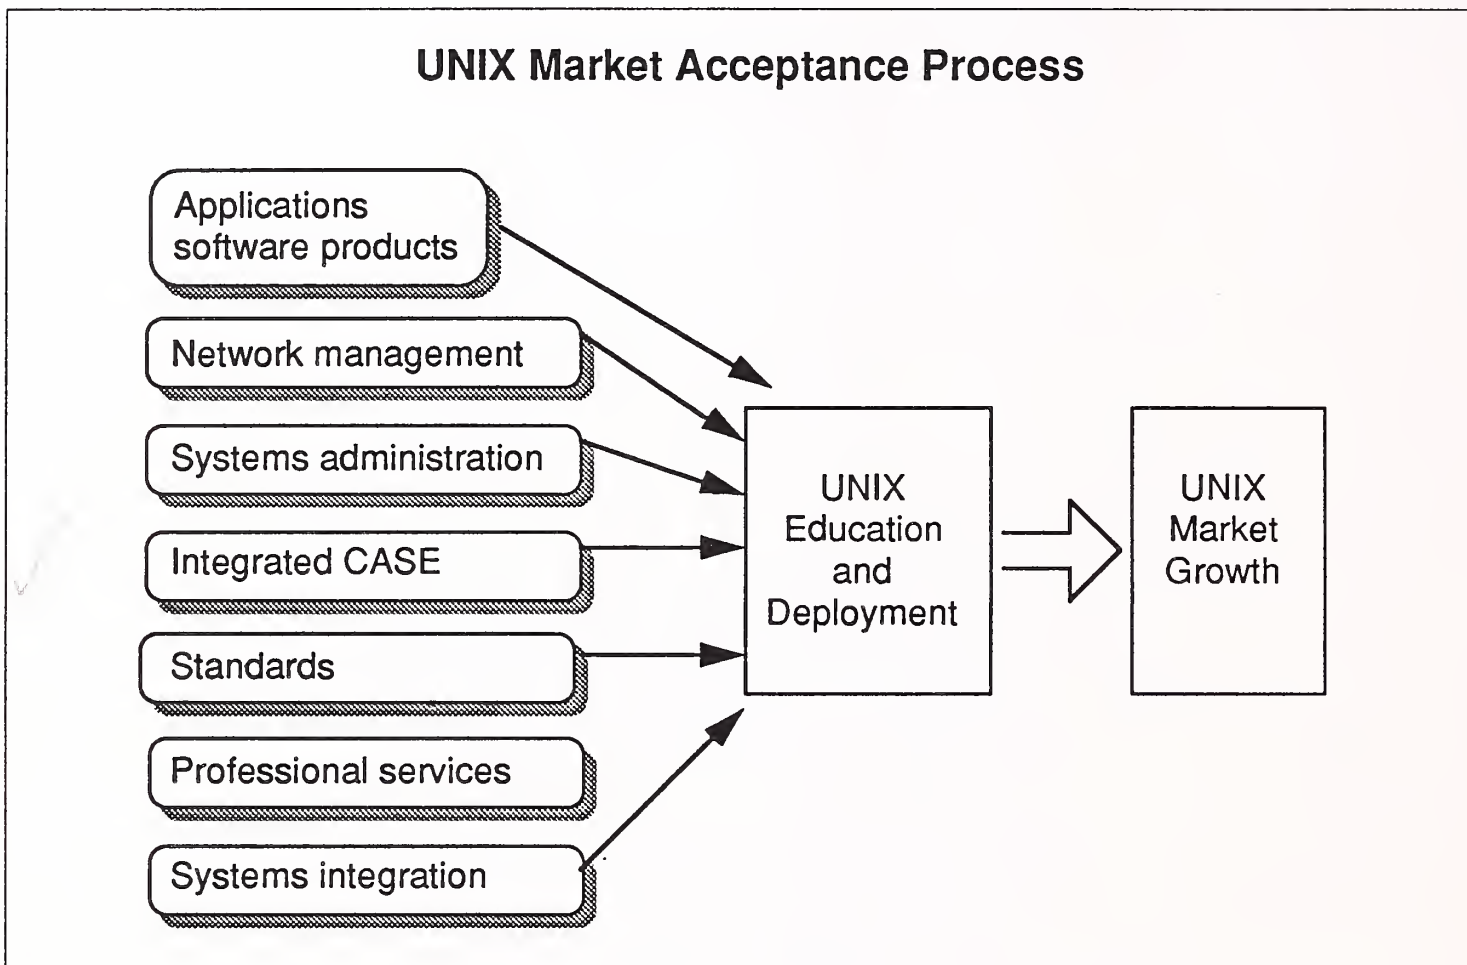 UNIX Market Acceptance Process
Applications
software products
Network management
Systems administration
Integrated CASE
Standards
Professional services
Systems integration
UNIX
Education
and
Deployment
UNIX
Market
Growth